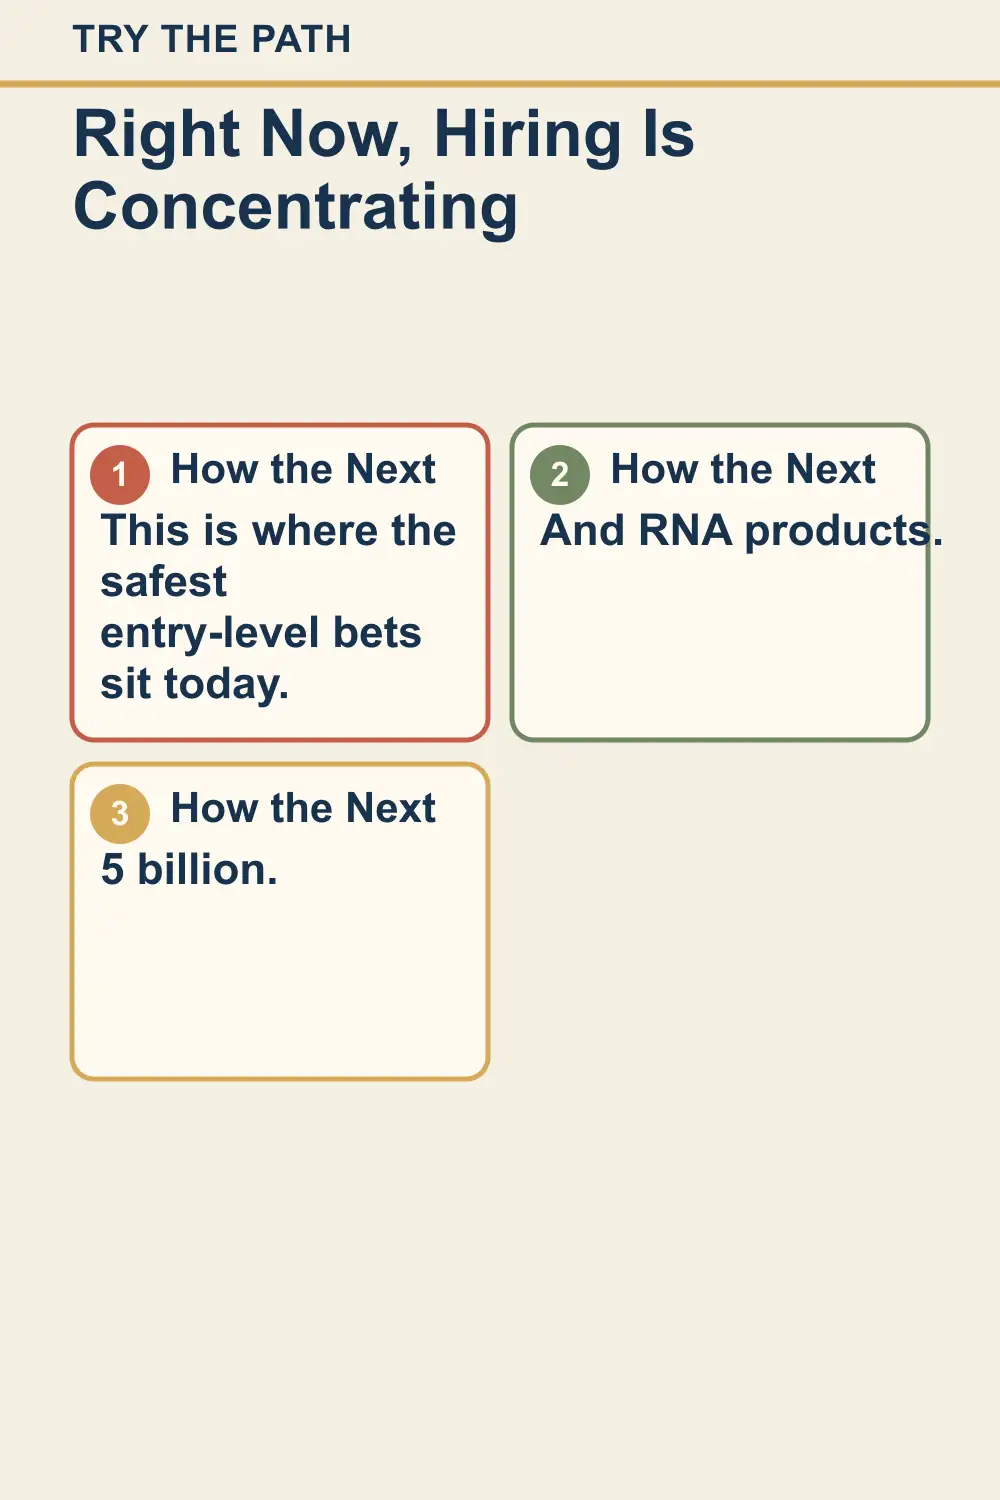 TRY THE PATH
Right Now, Hiring Is
Concentrating
1 How the Next
This is where the
safest
entry-level bets
sit today.
2 How the Next
And RNA products.
3 How the Next
5 billion.